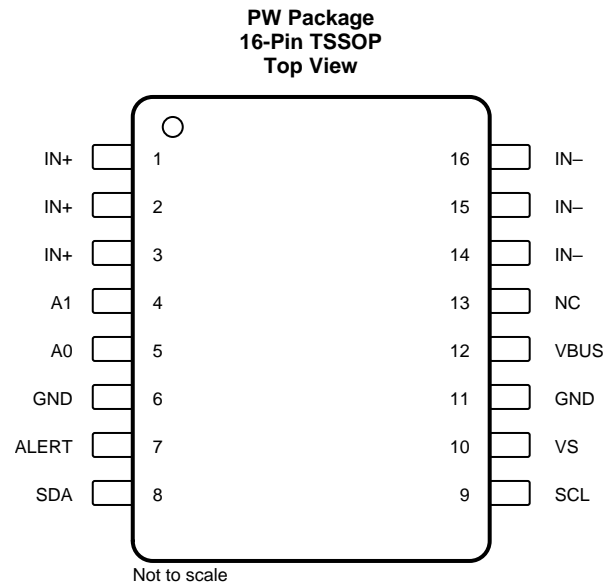 PW Package
16-Pin TSSOP
Top View
IN+ 1 16 IN–
IN+ 2 15 IN–
IN+ 3 14 IN–
A1 4 13 NC
A0 5 12 VBUS
GND 6 11 GND
ALERT 7 10 VS
SDA 8 9 SCL
Not to scale